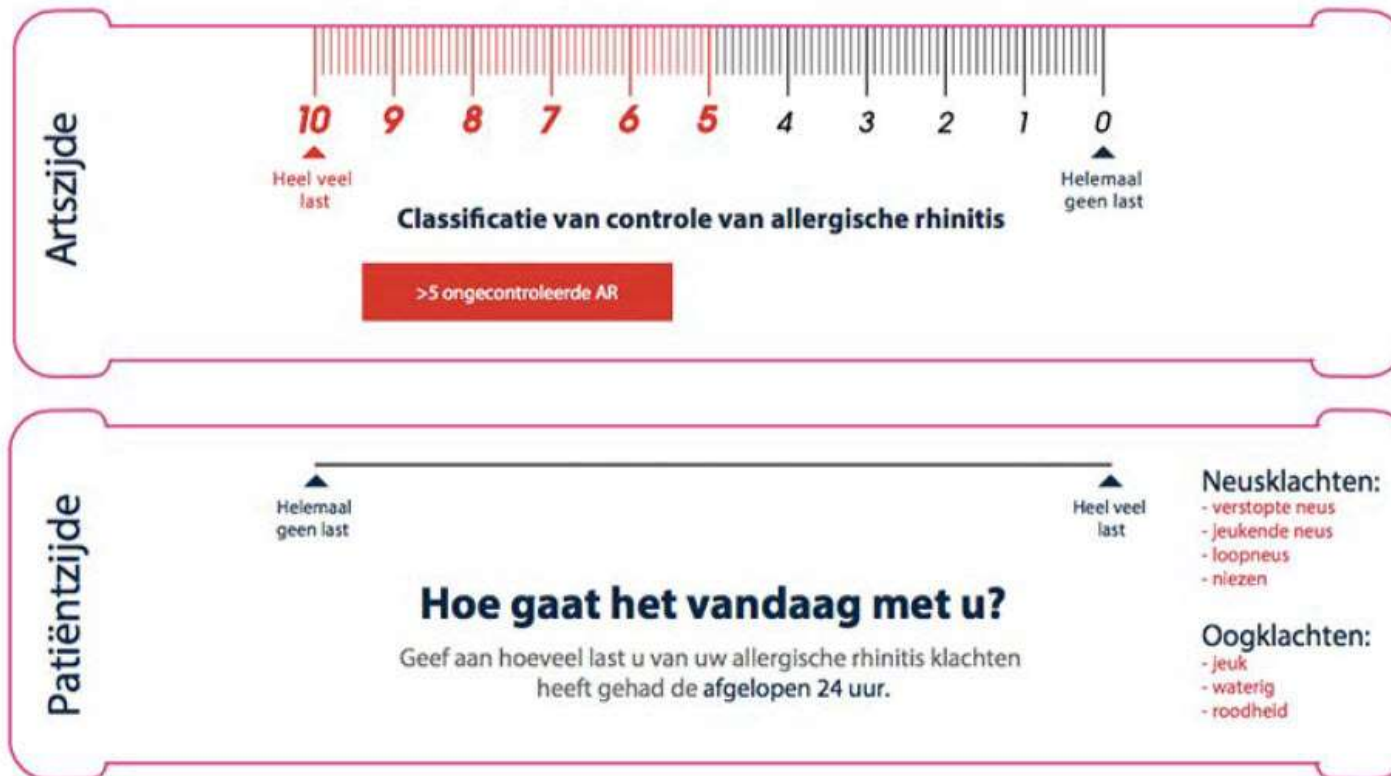 Artszijde
10 9 8 7 6 5 4 3 2 1 0
Heel veel
last
Helemaal
geen last
Classificatie van controle van allergische rhinitis
>5 ongecontroleerde AR
Patiëntzijde
Helemaal
geen last
Heel veel
last
Hoe gaat het vandaag met u?
Geef aan hoeveel last u van uw allergische rhinitis klachten
heeft gehad de afgelopen 24 uur.
Neusklachten:
- verstopte neus
- jeukende neus
- loopneus
- niezen
Oogklachten:
- jeuk
- waterig
- roodheid